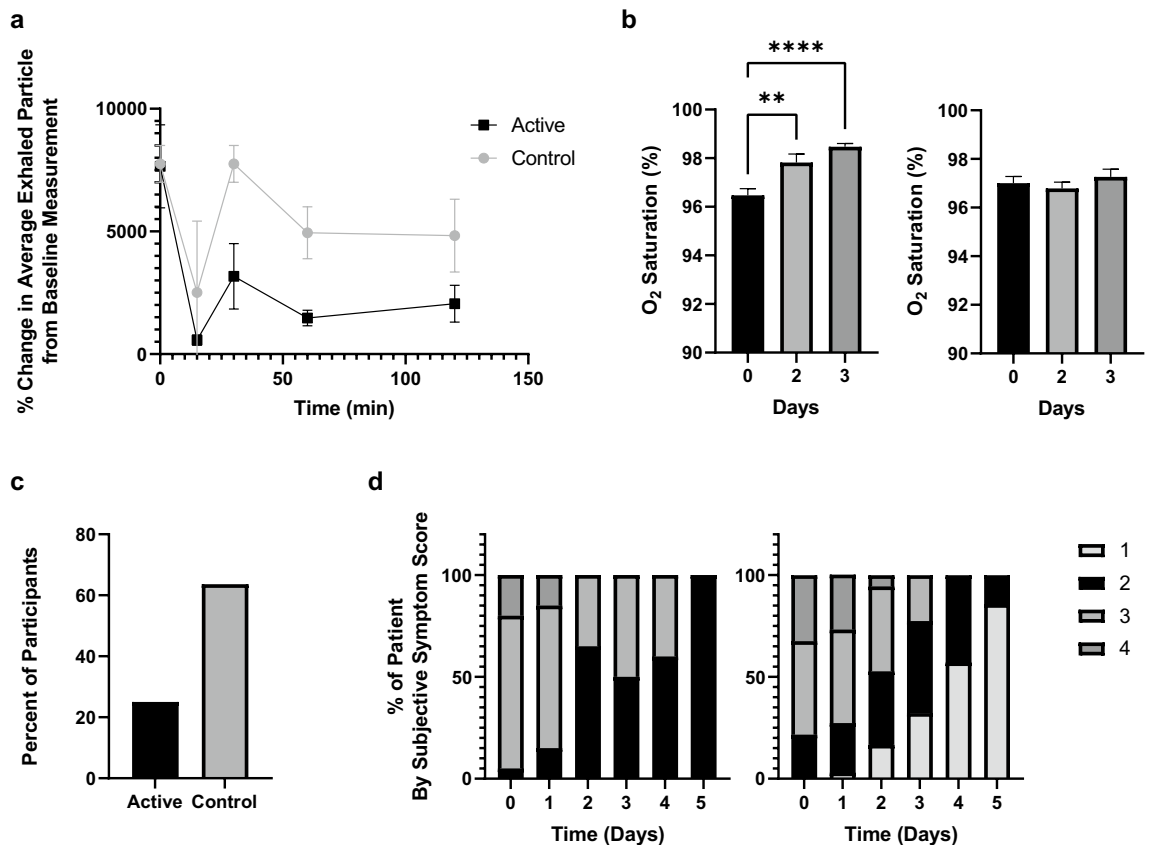 a
% Change in Average Exhaled Particle
from Baseline Measurement
10000
5000
0
0 50 100 150
Time (min)
Active
Control
b
****
**
O2 Saturation (%)
100
98
96
94
92
90
0 2 3
Days
O2 Saturation (%)
100
98
96
94
92
90
0 2 3
Days
c
Percent of Participants
80
60
40
20
0
Active Control
d
% of Patient
By Subjective Symptom Score
100
50
0
0 1 2 3 4 5
Time (Days)
100
50
0
0 1 2 3 4 5
Time (Days)
1
2
3
4